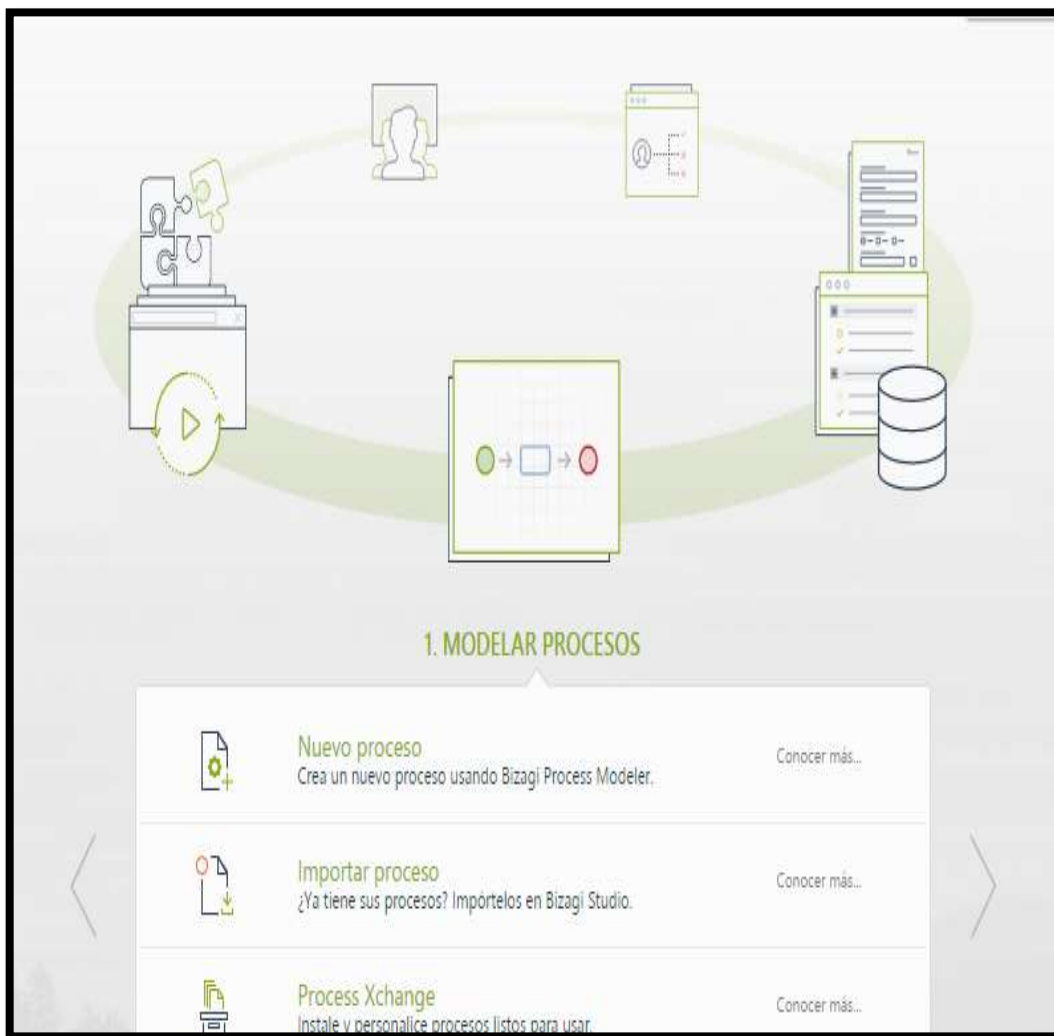 1. MODELAR PROCESOS
Nuevo proceso
Crea un nuevo proceso usando Bizagi Process Modeler.
Conocer más...
Importar proceso
¿Ya tiene sus procesos? Impórtelos en Bizagi Studio.
Conocer más...
Process Xchange
Instale y personalice procesos listos para usar.
Conocer más...